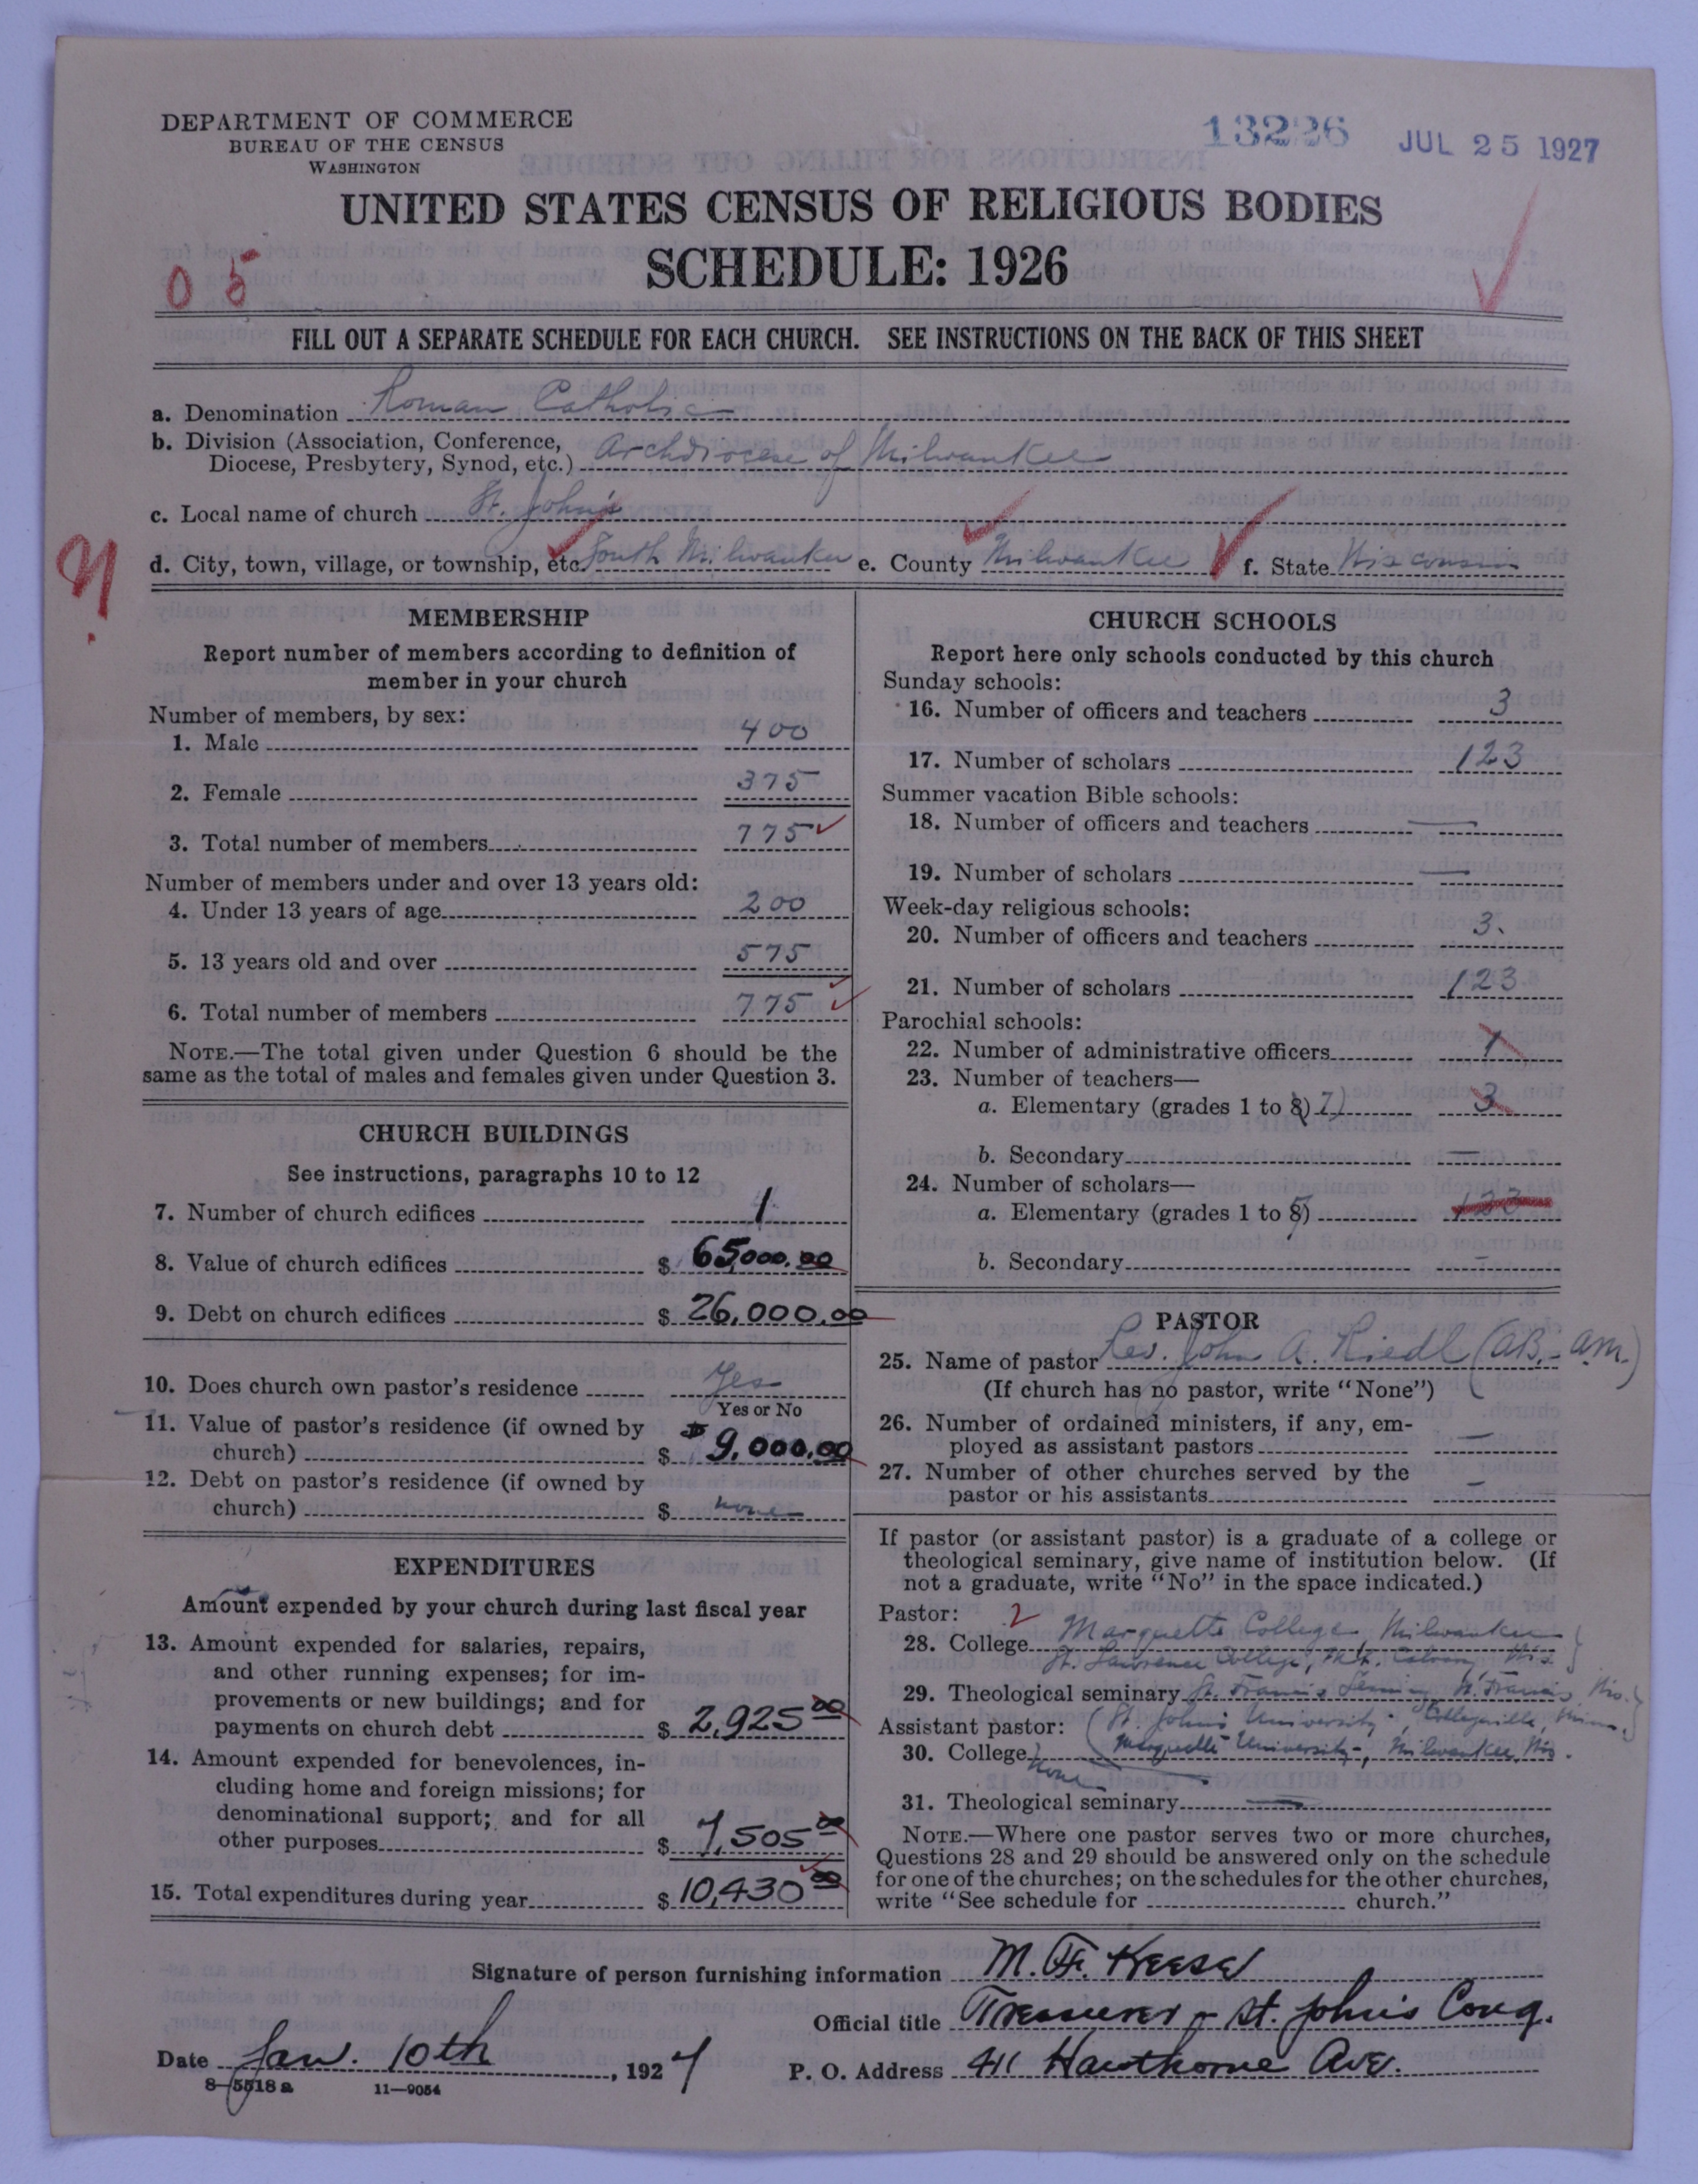 DEPARTMENT OF COMMERCE
BUREAU OF THE CENSUS
WASHINGTON
13226 JUL 25 1927
UNITED STATES CENSUS OF RELIGIOUS BODIES
SCHEDULE: 1926
0 5
FILL OUT A SEPARATE SCHEDULE FOR EACH CHURCH. SEE INSTRUCTIONS ON THE BACK OF THIS SHEET
a. Denomination Roman Catholic
b. Division (Association, Conference,
Diocese, Presbytery, Synod, etc.) Archdiocese of Milwaukee
c. Local name of church St. John's
d. City, town, village, or township, etc. South Milwaukee e. County Milwaukee f. State Wisconsin
MEMBERSHIP
Report number of members according to definition of
member in your church
Number of members, by sex:
1. Male 400
2. Female 375
3. Total number of members 775
Number of members under and over 13 years old:
4. Under 13 years of age 200
5. 13 years old and over 575
6. Total number of members 775
NOTE.—The total given under Question 6 should be the
same as the total of males and females given under Question 3.
CHURCH BUILDINGS
See instructions, paragraphs 10 to 12
7. Number of church edifices 1
8. Value of church edifices $ 65,000.00
9. Debt on church edifices $ 26,000.00
10. Does church own pastor's residence Yes
Yes or No
11. Value of pastor's residence (if owned by
church) $ $9,000.00
12. Debt on pastor's residence (if owned by
church) $ none
EXPENDITURES
Amount expended by your church during last fiscal year
13. Amount expended for salaries, repairs,
and other running expenses; for im-
provements or new buildings; and for
payments on church debt $ 2,925 00
14. Amount expended for benevolences, in-
cluding home and foreign missions; for
denominational support; and for all
other purposes $ 7,505 00
15. Total expenditures during year $ 10,430 00
CHURCH SCHOOLS
Report here only schools conducted by this church
Sunday schools:
16. Number of officers and teachers 3
17. Number of scholars 123
Summer vacation Bible schools:
18. Number of officers and teachers —
19. Number of scholars —
Week-day religious schools:
20. Number of officers and teachers 3.
21. Number of scholars 123
Parochial schools:
22. Number of administrative officers 1
23. Number of teachers—
a. Elementary (grades 1 to 8) 7) 3
b. Secondary —
24. Number of scholars—
a. Elementary (grades 1 to 8) 123
b. Secondary —
PASTOR
25. Name of pastor Rev. John A. Riedl (A.B. - A.M.)
(If church has no pastor, write "None")
26. Number of ordained ministers, if any, em-
ployed as assistant pastors —
27. Number of other churches served by the
pastor or his assistants —
If pastor (or assistant pastor) is a graduate of a college or
theological seminary, give name of institution below. (If
not a graduate, write "No" in the space indicated.)
Pastor: 2
28. College Marquette College, Milwaukee
St. Lawrence College, Mt. Calvary, Wis
29. Theological seminary St. Francis Seminary St. Francis, Wis.
Assistant pastor: (St. John's University, Collegeville, Minn.
30. College Marquette University, Milwaukee, Wis.
None
31. Theological seminary —
NOTE.—Where one pastor serves two or more churches,
Questions 28 and 29 should be answered only on the schedule
for one of the churches; on the schedules for the other churches,
write "See schedule for church."
Signature of person furnishing information M. F. Keese
Official title Treasurer - St. John's Cong.
Date Jan. 10th, 1927 P. O. Address 411 Hawthorne Ave.
8—5518 a 11—9054